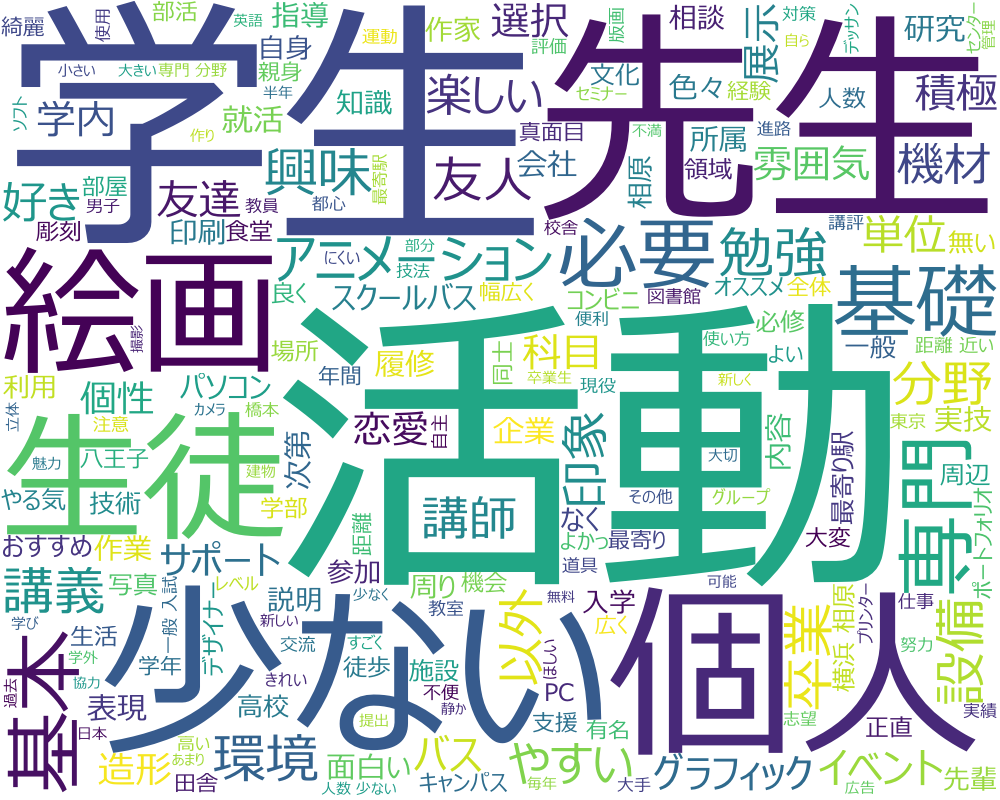 綺麗
使用
英語
部活
指導
選択
相談
展示
研究
対策
デッサン
センター
管理
自ら
学生
先生
小さい
大きい
専門 分野
自身
親身
運動
半年
作家
評価
版画
文化
セミナー
色々
経験
人数
積極
ソフト
学内
作り
就活
知識
楽しい
真面目
不満
所属
進路
好き
部屋
男子
友達
教員
興味
都心
最寄駅
友人
会社
相原
領域
雰囲気
機材
彫刻
印刷
食堂
校舎
講評
単位
無い
絵画
撮影
アニメーション
部分
にくい
技法
良く
スクールバス
幅広く
必要
勉強
コンビニ
図書館
オススメ
全体
便利
基礎
一般
距離 近い
場所
年間
履修
同士
卒業生
科目
現役
使い方
必修
よい
新しく
利用
立体
個性
パソコン
カメラ
橋本
注意
恋愛
自主
企業
印象
内容
分野
東京
実技
生徒
魅力
八王子
建物
次第
活動
大切
その他
グループ
最寄り駅
周辺
やる気
技術
学部
距離
講師
なく
よかっ
最寄り
道具
大変
専門
ポートフォリオ
おすすめ
作業
サポート
参加
少なく
周り
機会
可能
講義
写真
一般 入試
レベル
デザイナー
新しい
説明
教室
以外
無料
入学
広く
卒業
横浜
相原
プリンター
仕事
設備
学び
生活
学外
協力
過去
基本
表現
日本
学年
少ない
交流
すごく
きれい
徒歩
高校
施設
不便
静か
ほしい
PC
支援
個人
有名
志望
努力
正直
実績
造形
高い
あまり
田舎
環境
提出
面白い
人数 少ない
バス
キャンパス
毎年
やすい
大手
グラフィック
イベント
広告
先輩